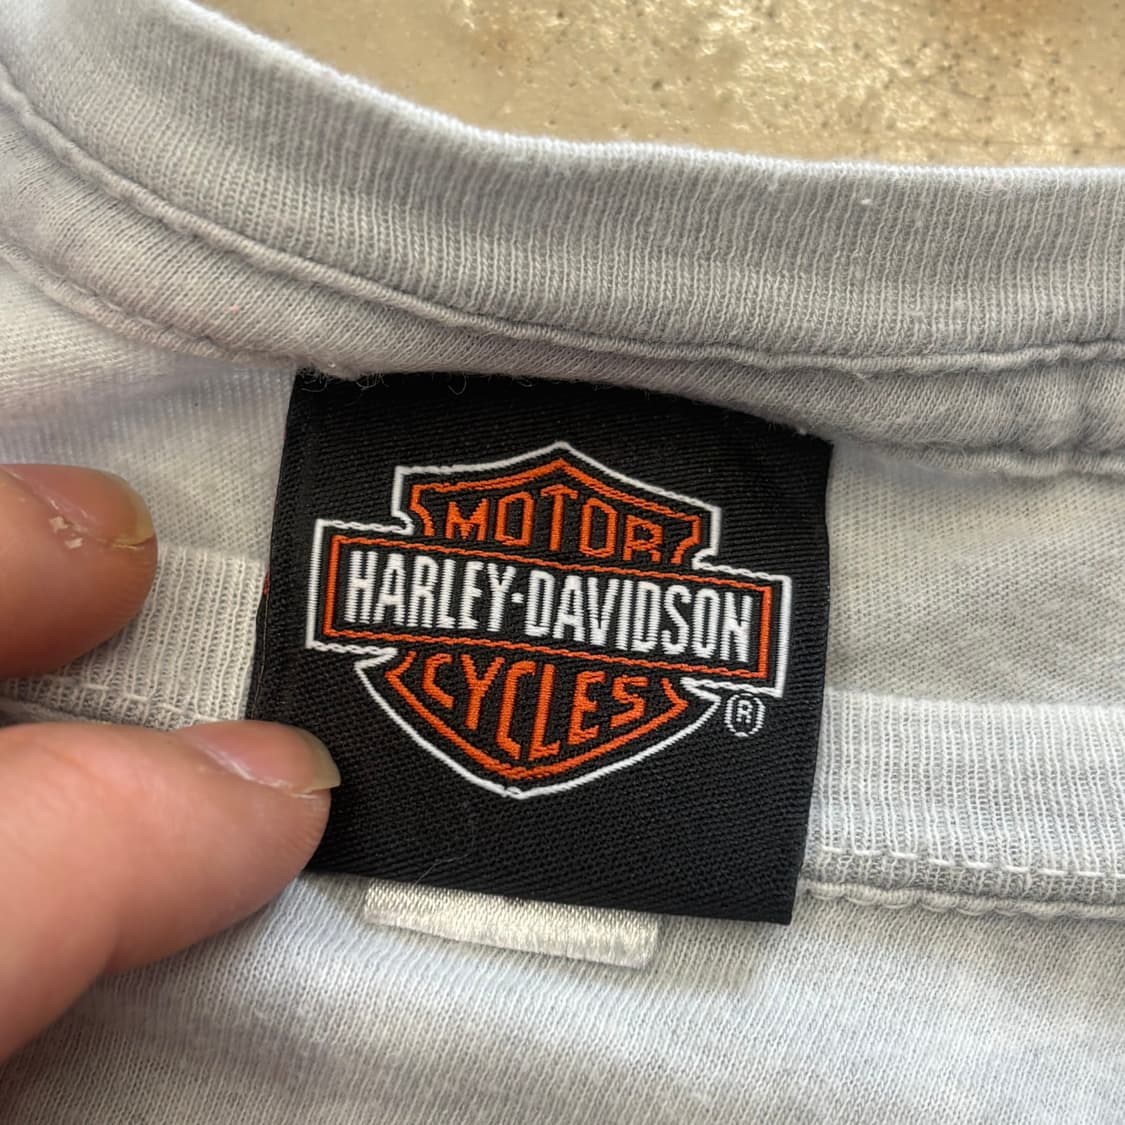 MOTOR
HARLEY-DAVIDSON
CYCLES
®